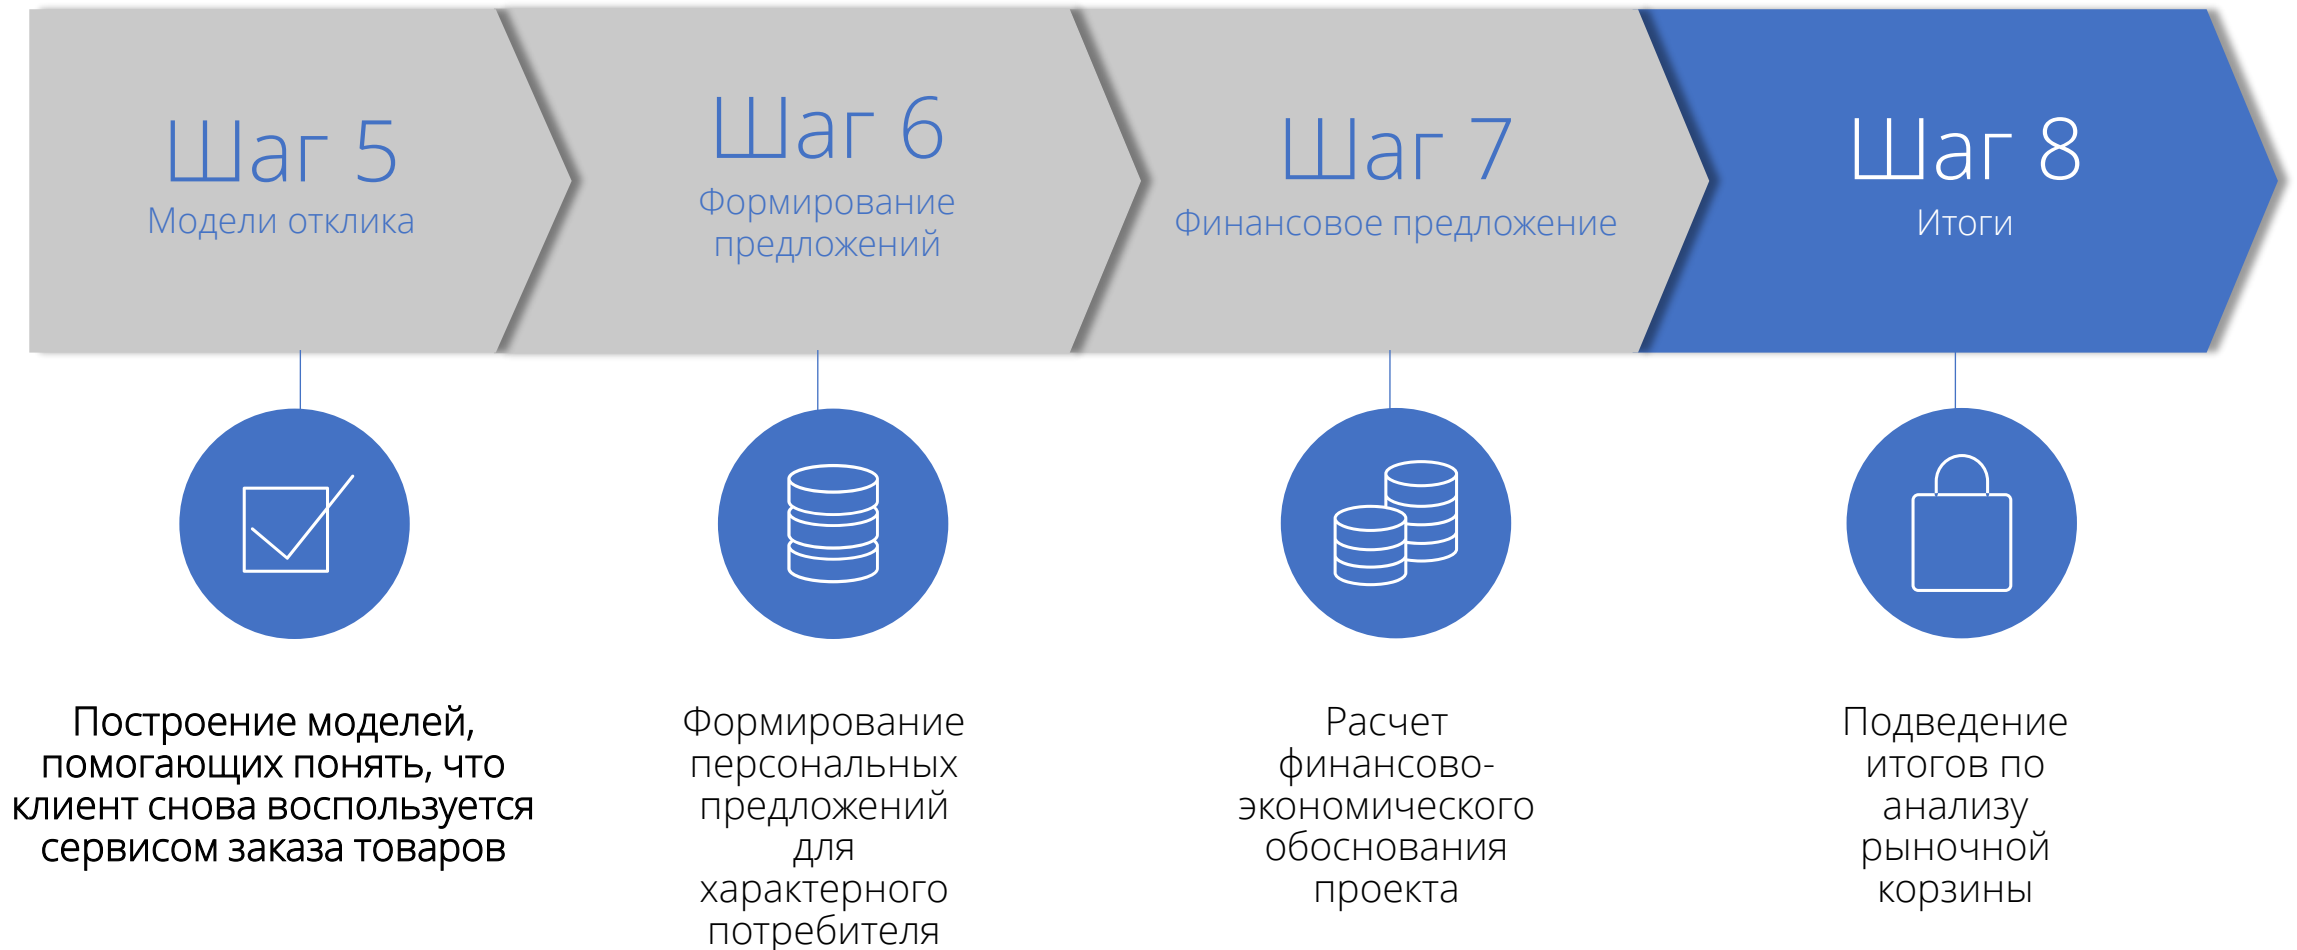 Шаг 5
Модели отклика
Шаг 6
Формирование
предложений
Шаг 7
Финансовое предложение
Шаг 8
Итоги
Построение моделей,
помогающих понять, что
клиент снова воспользуется
сервисом заказа товаров
Формирование
персональных
предложений
для
характерного
потребителя
Расчет
финансово-
экономического
обоснования
проекта
Подведение
итогов по
анализу
рыночной
корзины